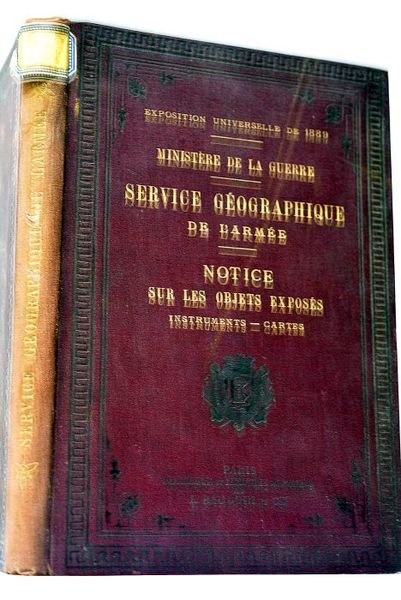 EXPOSITION UNIVERSELLE DE 1889
MINISTÈRE DE LA GUERRE
SERVICE GÉOGRAPHIQUE
DE L'ARMÉE
NOTICE
SUR LES OBJETS EXPOSÉS
INSTRUMENTS — CARTES
PARIS
SERVICE GÉOGRAPHIQUE DE L'ARMÉE